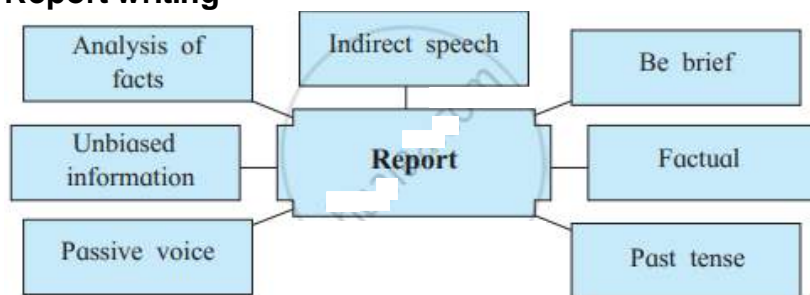 Report writing
Analysis of
facts
Indirect speech
Be brief
Unbiased
information
Report
Factual
Passive voice
Past tense